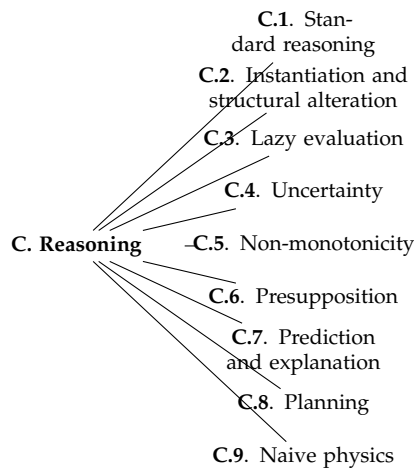 C.1. Stan-
dard reasoning
C.2. Instantiation and
structural alteration
C.3. Lazy evaluation
C.4. Uncertainty
C. Reasoning
C.5. Non-monotonicity
C.6. Presupposition
C.7. Prediction
and explanation
C.8. Planning
C.9. Naive physics